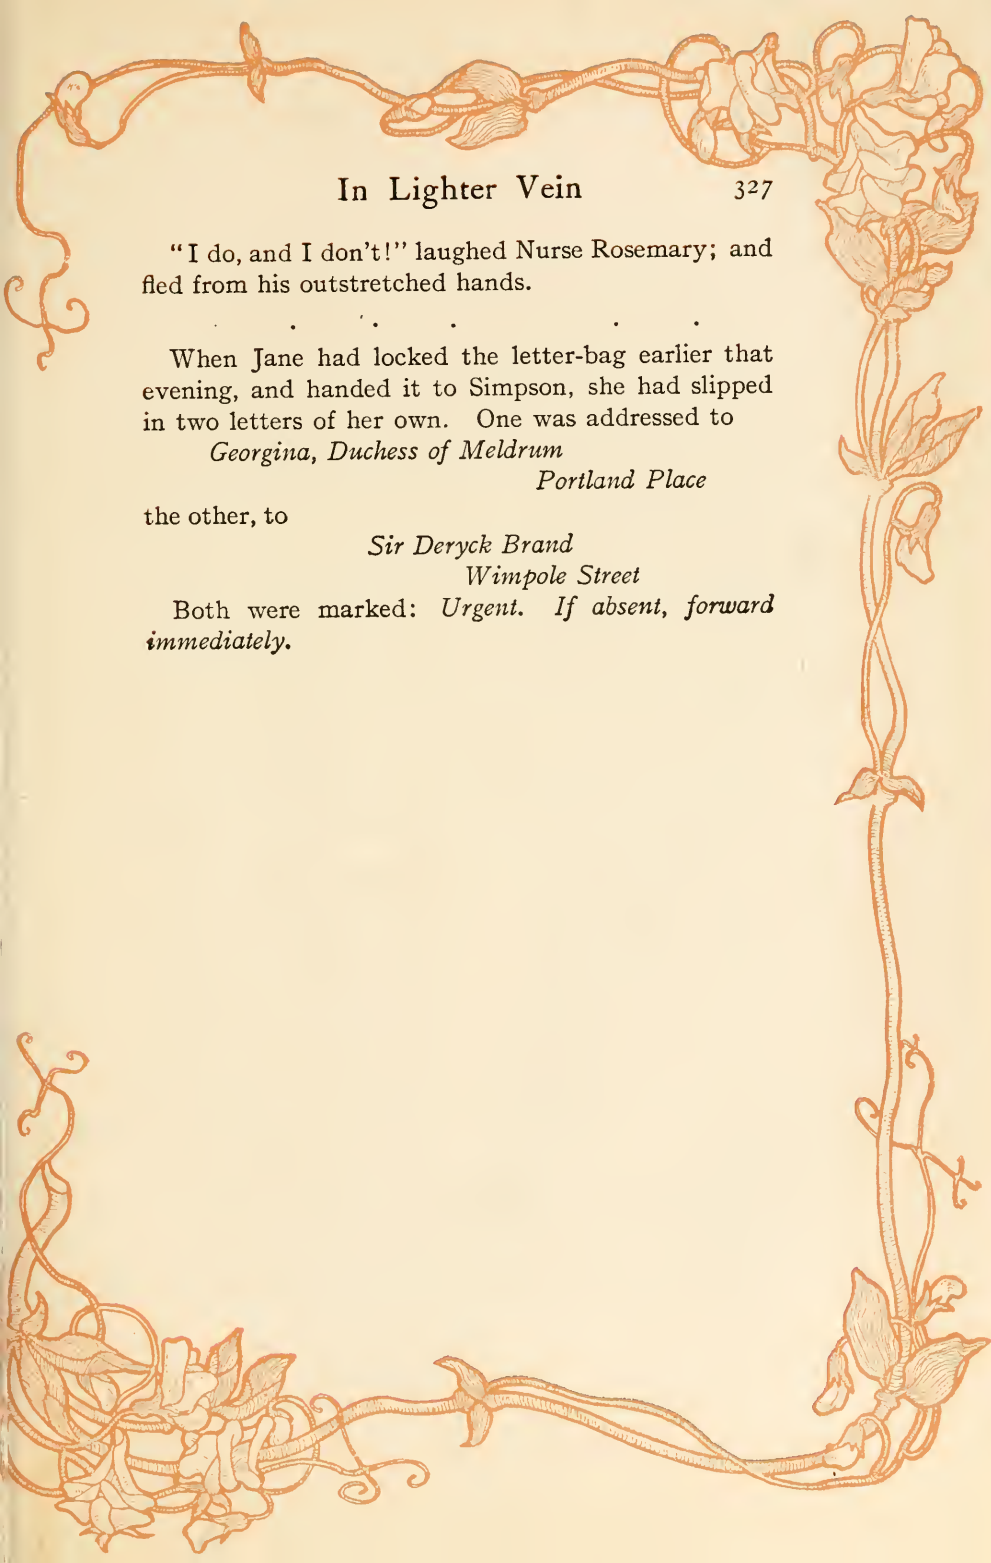 In Lighter Vein 327
“I do, and I don't!” laughed Nurse Rosemary; and
fled from his outstretched hands.
. . . . .
When Jane had locked the letter-bag earlier that
evening, and handed it to Simpson, she had slipped
in two letters of her own. One was addressed to
Georgina, Duchess of Meldrum
Portland Place
the other, to
Sir Deryck Brand
Wimpole Street
Both were marked: Urgent. If absent, forward
immediately.